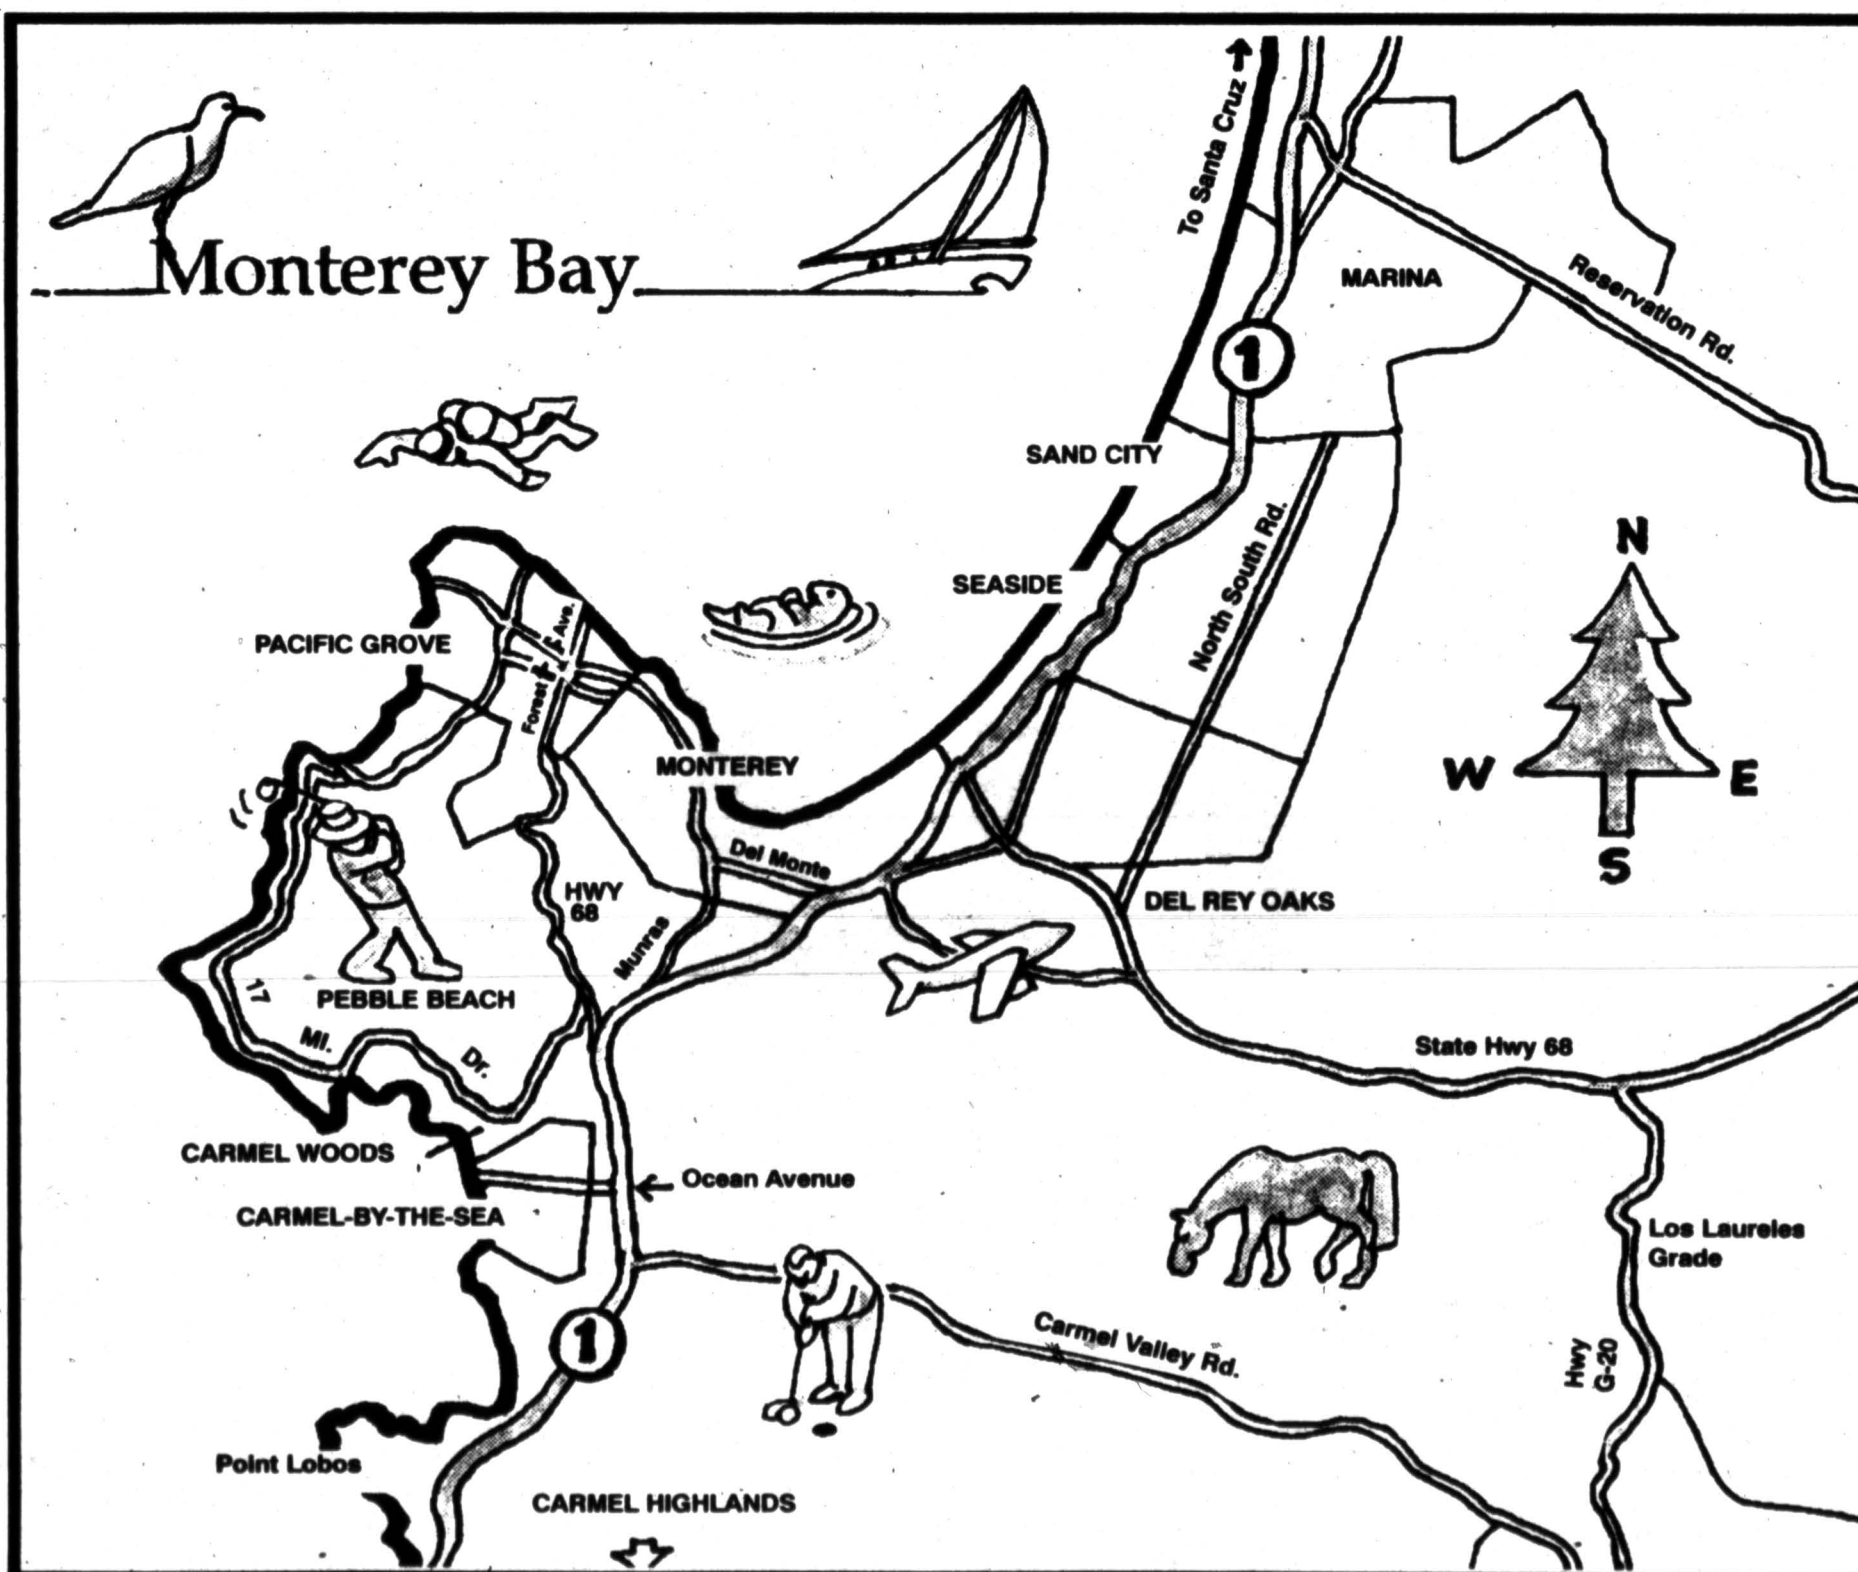 To Santa Cruz
Monterey Bay
MARINA
Reservation Rd.
1
SAND CITY
North South Rd.
N
SEASIDE
PACIFIC GROVE
Forest Ave.
W
E
MONTEREY
S
Del Monte
HWY
68
DEL REY OAKS
Munras
17
PEBBLE BEACH
MI.
Dr.
State Hwy 68
CARMEL WOODS
Ocean Avenue
CARMEL-BY-THE-SEA
Los Laureles
Grade
1
Carmel Valley Rd.
Hwy
G-20
Point Lobos
CARMEL HIGHLANDS